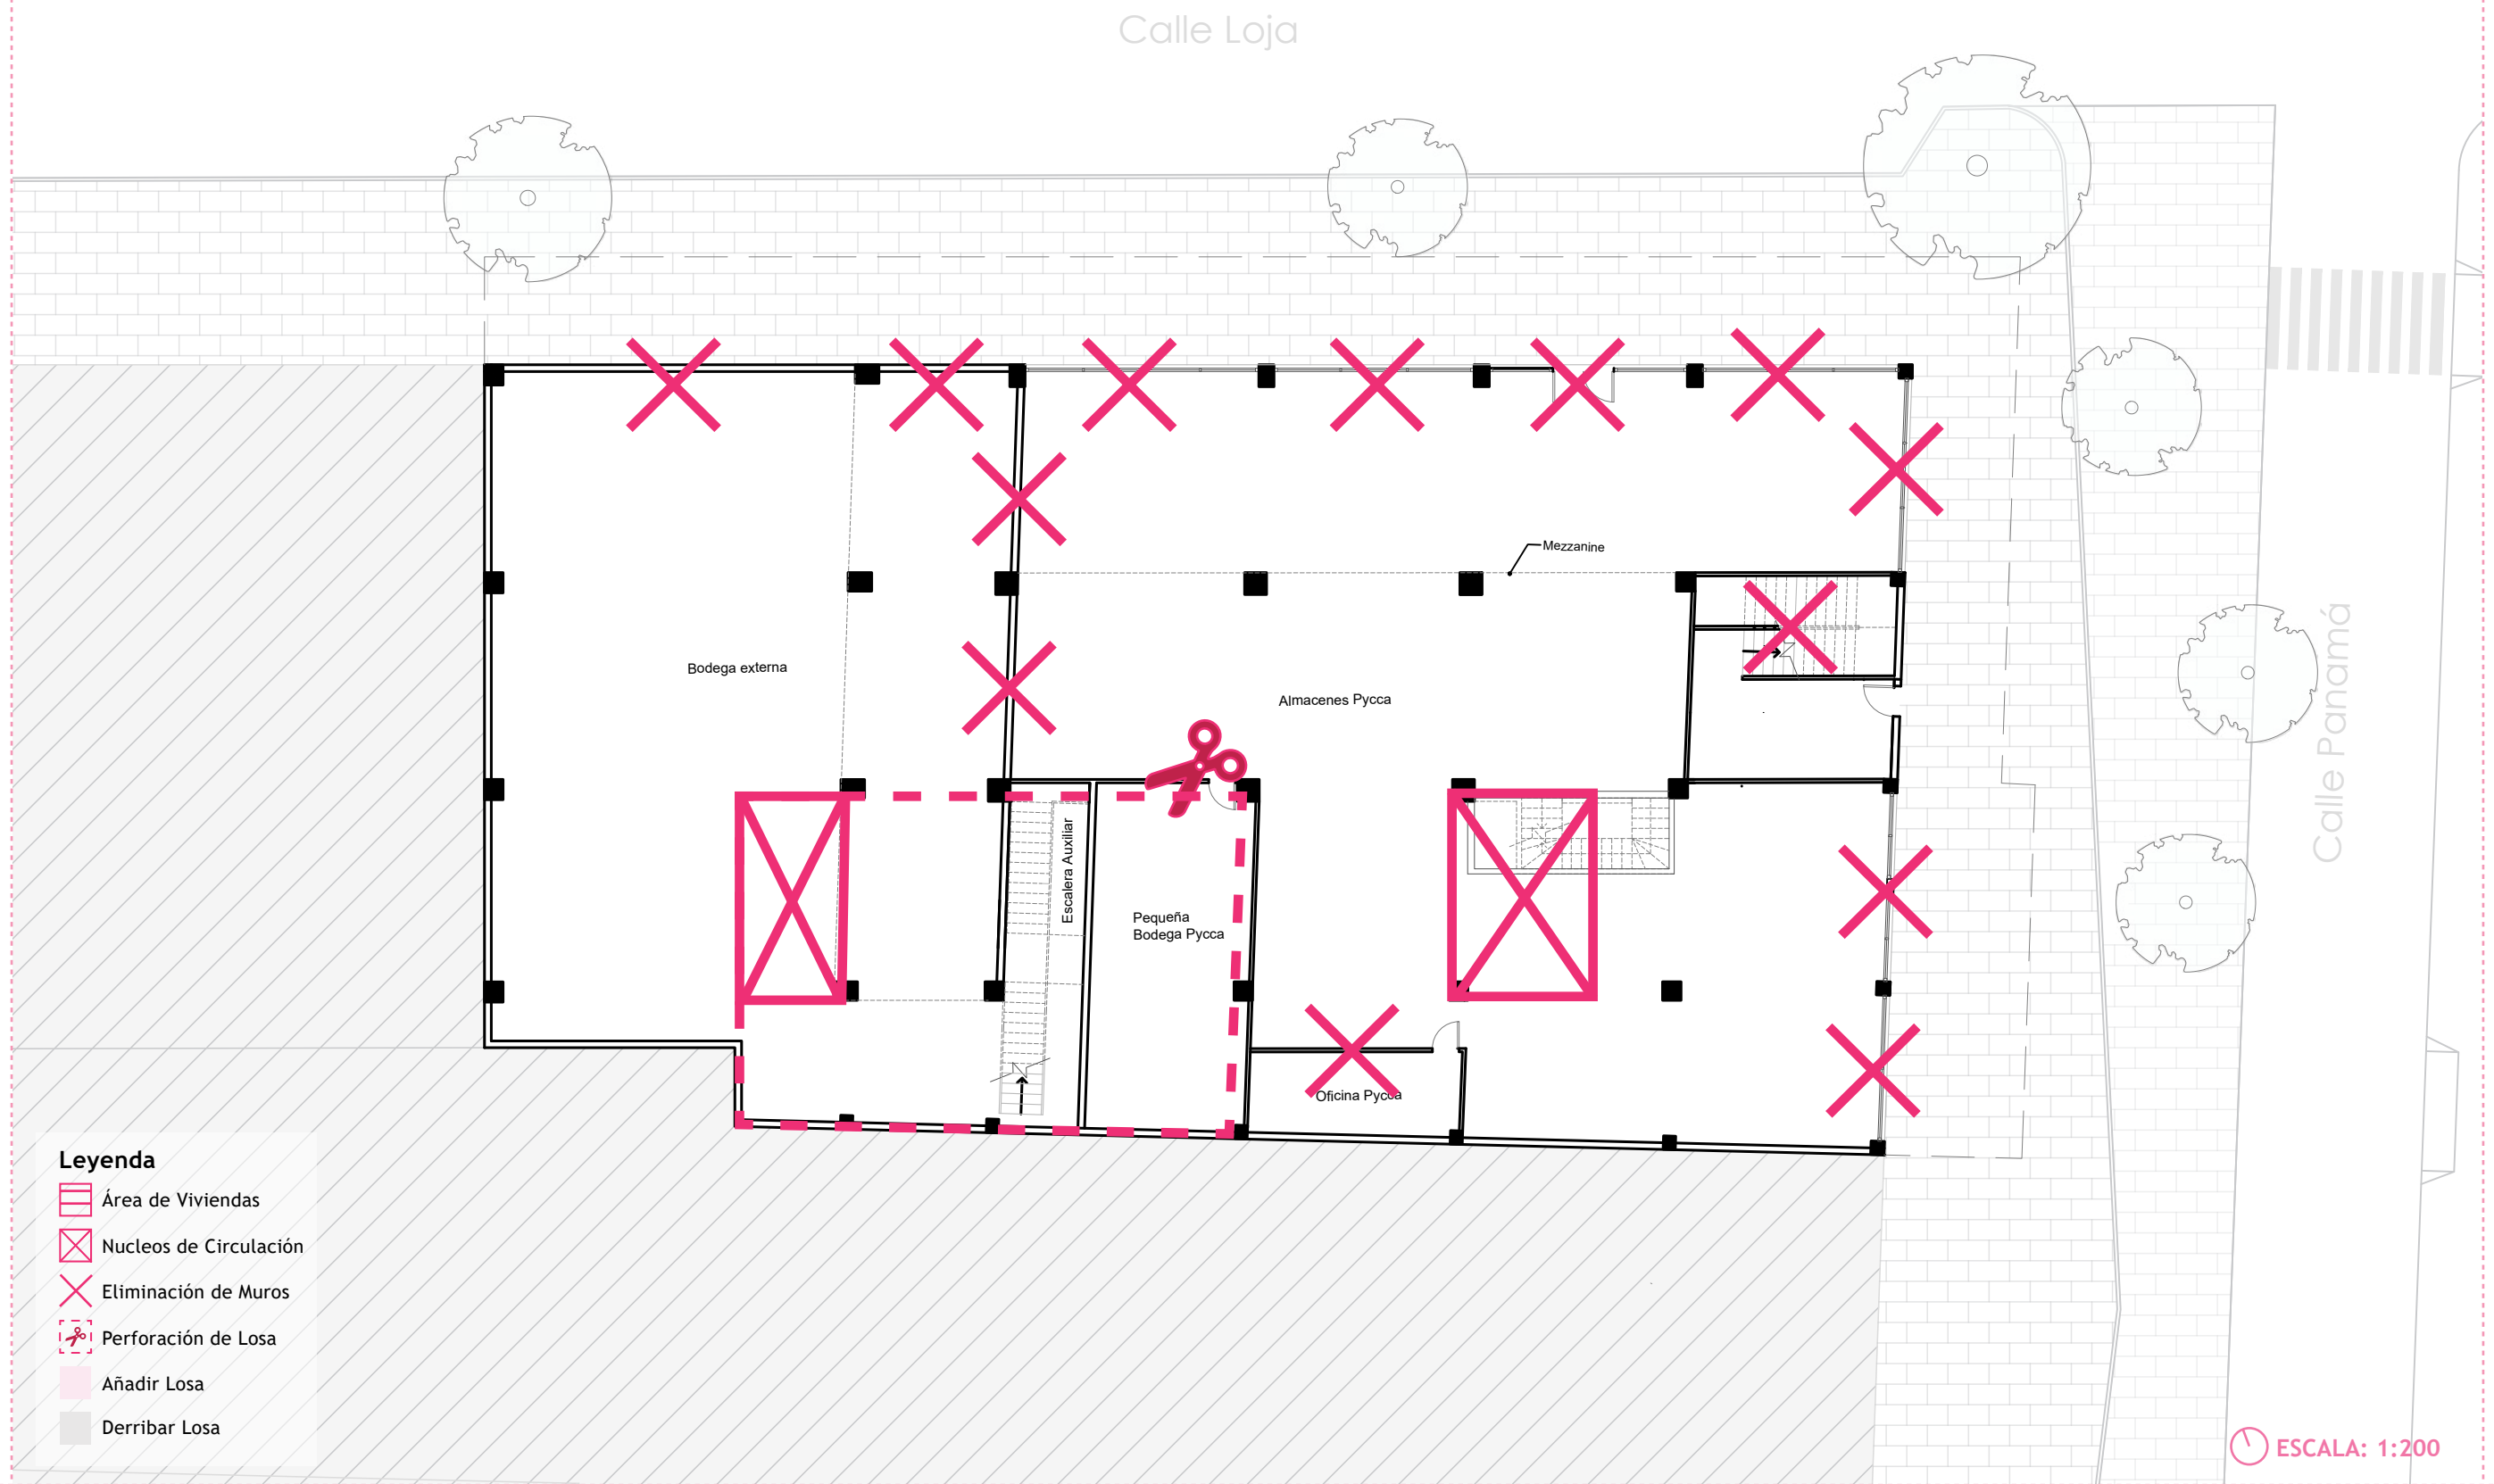 Calle Loja
Mezzanine
Bodega externa
Almacenes Pycca
Calle Panamá
Escalera Auxiliar
Pequeña
Bodega Pycca
Oficina Pycca
Leyenda
Área de Viviendas
Nucleos de Circulación
Eliminación de Muros
Perforación de Losa
Añadir Losa
Derribar Losa
ESCALA: 1:200